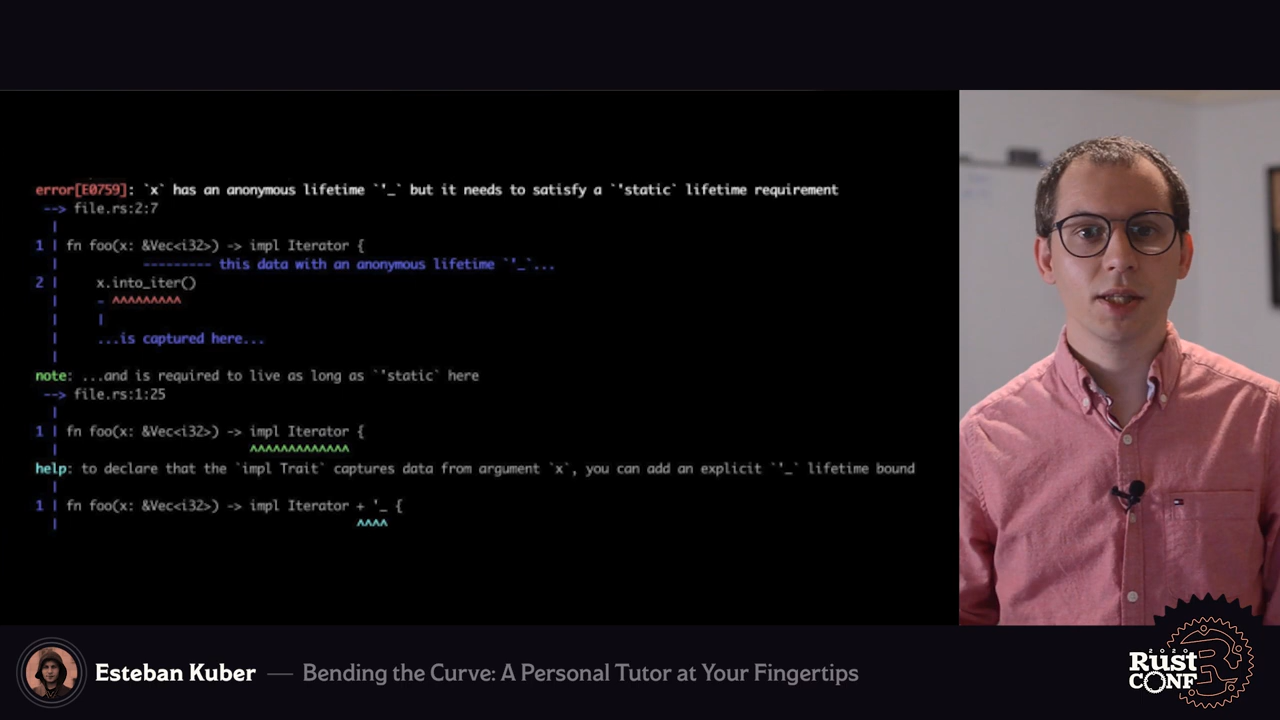 error[E0759]: `x` has an anonymous lifetime `'_` but it needs to satisfy a `'static` lifetime requirement
--> file.rs:2:7
|
1 | fn foo(x: &Vec<i32>) -> impl Iterator {
| --------- this data with an anonymous lifetime `'_`...
2 | x.into_iter()
| - ^^^^^^^^^
| |
| ...is captured here...
|
note: ...and is required to live as long as `'static` here
--> file.rs:1:25
|
1 | fn foo(x: &Vec<i32>) -> impl Iterator {
| ^^^^^^^^^^^^^
help: to declare that the `impl Trait` captures data from argument `x`, you can add an explicit `'_` lifetime bound
|
1 | fn foo(x: &Vec<i32>) -> impl Iterator + '_ {
| ^^^^
Esteban Kuber — Bending the Curve: A Personal Tutor at Your Fingertips
2020
Rust
CONF
R